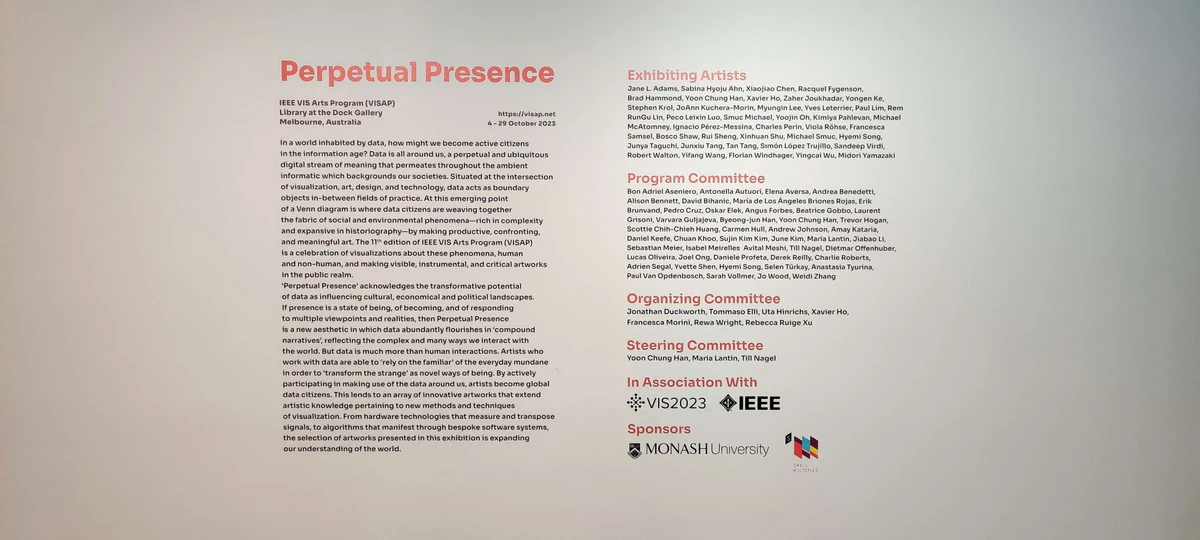 Perpetual Presence
IEEE VIS Arts Program (VISAP)
Library at the Dock Gallery
Melbourne, Australia
https://visap.net
4 - 29 October 2023
In a world inhabited by data, how might we become active citizens
in the information age? Data is all around us, a perpetual and ubiquitous
digital stream of meaning that permeates throughout the ambient
informatic which backgrounds our societies. Situated at the intersection
of visualization, art, design, and technology, data acts as boundary
objects in-between fields of practice. At this emerging point
of a Venn diagram is where data citizens are weaving together
the fabric of social and environmental phenomena—rich in complexity
and expansive in historiography—by making productive, confronting,
and meaningful art. The 11th edition of IEEE VIS Arts Program (VISAP)
is a celebration of visualizations about these phenomena, human
and non-human, and making visible, instrumental, and critical artworks
in the public realm.
'Perpetual Presence' acknowledges the transformative potential
of data as influencing cultural, economical and political landscapes.
If presence is a state of being, of becoming, and of responding
to multiple viewpoints and realities, then Perpetual Presence
is a new aesthetic in which data abundantly flourishes in 'compound
narratives', reflecting the complex and many ways we interact with
the world. But data is much more than human interactions. Artists who
work with data are able to 'rely on the familiar' of the everyday mundane
in order to 'transform the strange' as novel ways of being. By actively
participating in making use of the data around us, artists become global
data citizens. This lends to an array of innovative artworks that extend
artistic knowledge pertaining to new methods and techniques
of visualization. From hardware technologies that measure and transpose
signals, to algorithms that manifest through bespoke software systems,
the selection of artworks presented in this exhibition is expanding
our understanding of the world.
Exhibiting Artists
Jane L. Adams, Sabina Hyoju Ahn, Xiaojiao Chen, Racquel Fygenson,
Brad Hammond, Yoon Chung Han, Xavier Ho, Zaher Joukhadar, Yongen Ke,
Stephen Krol, JoAnn Kuchera-Morin, Myungin Lee, Yves Leterrier, Paul Lim, Rem
RunGu Lin, Peco Leixin Luo, Smuc Michael, Yoojin Oh, Kimiya Pahlevan, Michael
McAtomney, Ignacio Pérez-Messina, Charles Perin, Viola Röhse, Francesca
Samsel, Bosco Shaw, Rui Sheng, Xinhuan Shu, Michael Smuc, Hyemi Song,
Junya Taguchi, Junxiu Tang, Tan Tang, Simón López Trujillo, Sandeep Virdi,
Robert Walton, Yifang Wang, Florian Windhager, Yingcai Wu, Midori Yamazaki
Program Committee
Bon Adriel Aseniero, Antonella Autuori, Elena Aversa, Andrea Benedetti,
Alison Bennett, David Bihanic, María de Los Ángeles Briones Rojas, Erik
Brunvand, Pedro Cruz, Oskar Elek, Angus Forbes, Beatrice Gobbo, Laurent
Grisoni, Varvara Guljajeva, Byeong-jun Han, Yoon Chung Han, Trevor Hogan,
Scottie Chih-Chieh Huang, Carmen Hull, Andrew Johnson, Amay Kataria,
Daniel Keefe, Chuan Khoo, Sujin Kim Kim, June Kim, Maria Lantin, Jiabao Li,
Sebastian Meier, Isabel Meirelles Avital Meshi, Till Nagel, Dietmar Offenhuber,
Lucas Oliveira, Joel Ong, Daniele Profeta, Derek Reilly, Charlie Roberts,
Adrien Segal, Yvette Shen, Hyemi Song, Selen Türkay, Anastasia Tyurina,
Paul Van Opdenbosch, Sarah Vollmer, Jo Wood, Weidi Zhang
Organizing Committee
Jonathan Duckworth, Tommaso Elli, Uta Hinrichs, Xavier Ho,
Francesca Morini, Rewa Wright, Rebecca Ruige Xu
Steering Committee
Yoon Chung Han, Maria Lantin, Till Nagel
In Association With
VIS2023 IEEE
Sponsors
MONASH University
SMALL
MULTIPLES